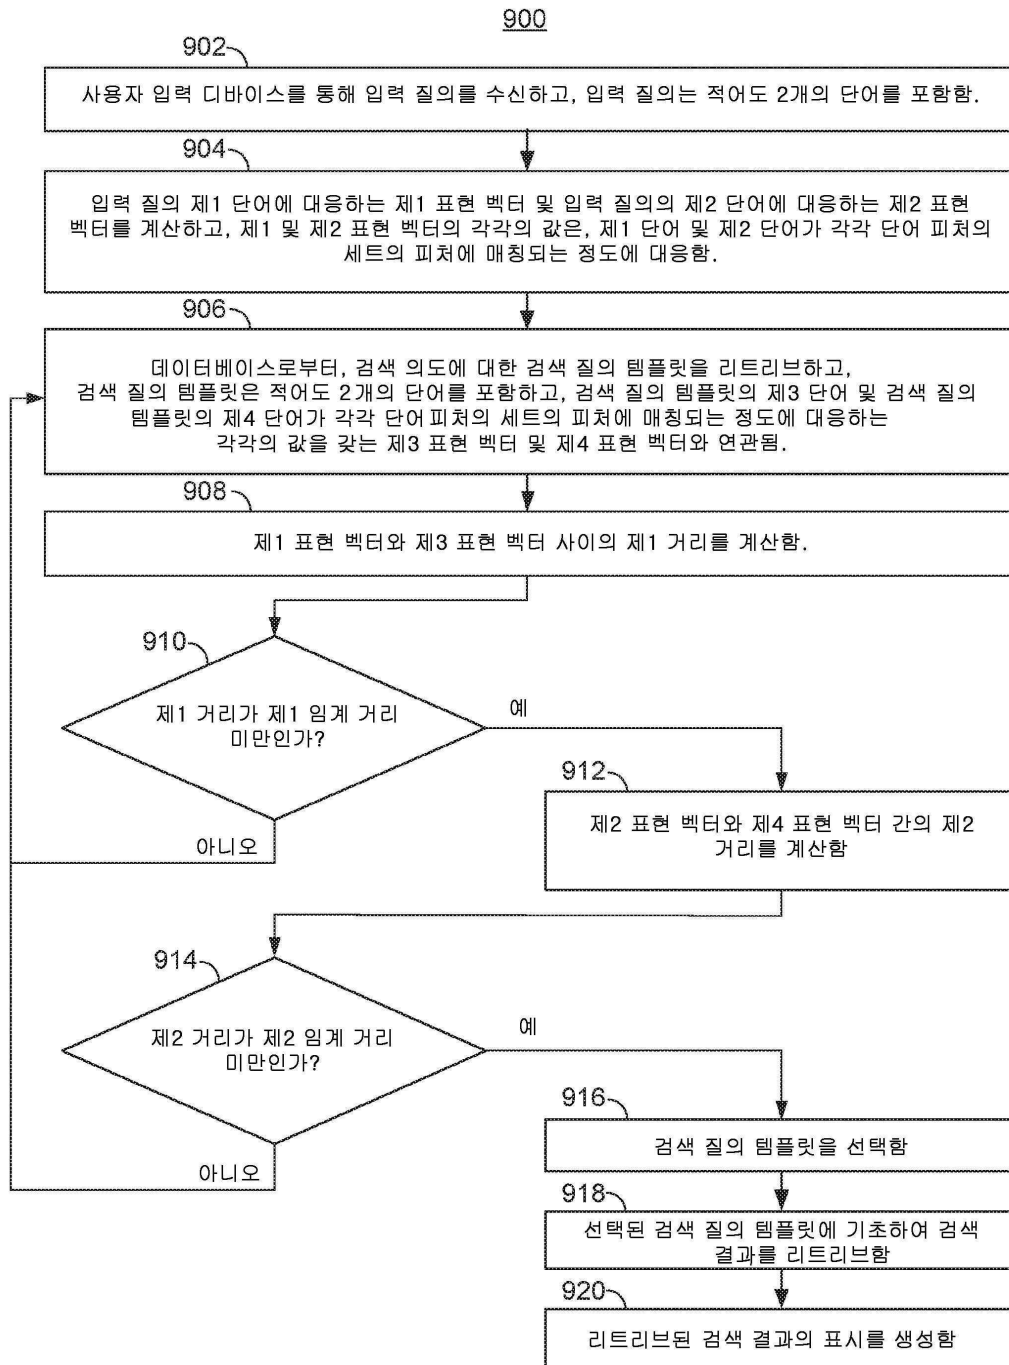 900
902
사용자 입력 디바이스를 통해 입력 질의를 수신하고, 입력 질의는 적어도 2개의 단어를 포함함.
904
입력 질의 제1 단어에 대응하는 제1 표현 벡터 및 입력 질의의 제2 단어에 대응하는 제2 표현
벡터를 계산하고, 제1 및 제2 표현 벡터의 각각의 값은, 제1 단어 및 제2 단어가 각각 단어 피처의
세트의 피처에 매칭되는 정도에 대응함.
906
데이터베이스로부터, 검색 의도에 대한 검색 질의 템플릿을 리트리브하고,
검색 질의 템플릿은 적어도 2개의 단어를 포함하고, 검색 질의 템플릿의 제3 단어 및 검색 질의
템플릿의 제4 단어가 각각 단어 피처의 세트의 피처에 매칭되는 정도에 대응하는
각각의 값을 갖는 제3 표현 벡터 및 제4 표현 벡터와 연관됨.
908
제1 표현 벡터와 제3 표현 벡터 사이의 제1 거리를 계산함.
910
제1 거리가 제1 임계 거리
미만인가?
예
아니오
912
제2 표현 벡터와 제4 표현 벡터 간의 제2
거리를 계산함
914
제2 거리가 제2 임계 거리
미만인가?
예
아니오
916
검색 질의 템플릿을 선택함
918
선택된 검색 질의 템플릿에 기초하여 검색
결과를 리트리브함
920
리트리브된 검색 결과의 표시를 생성함